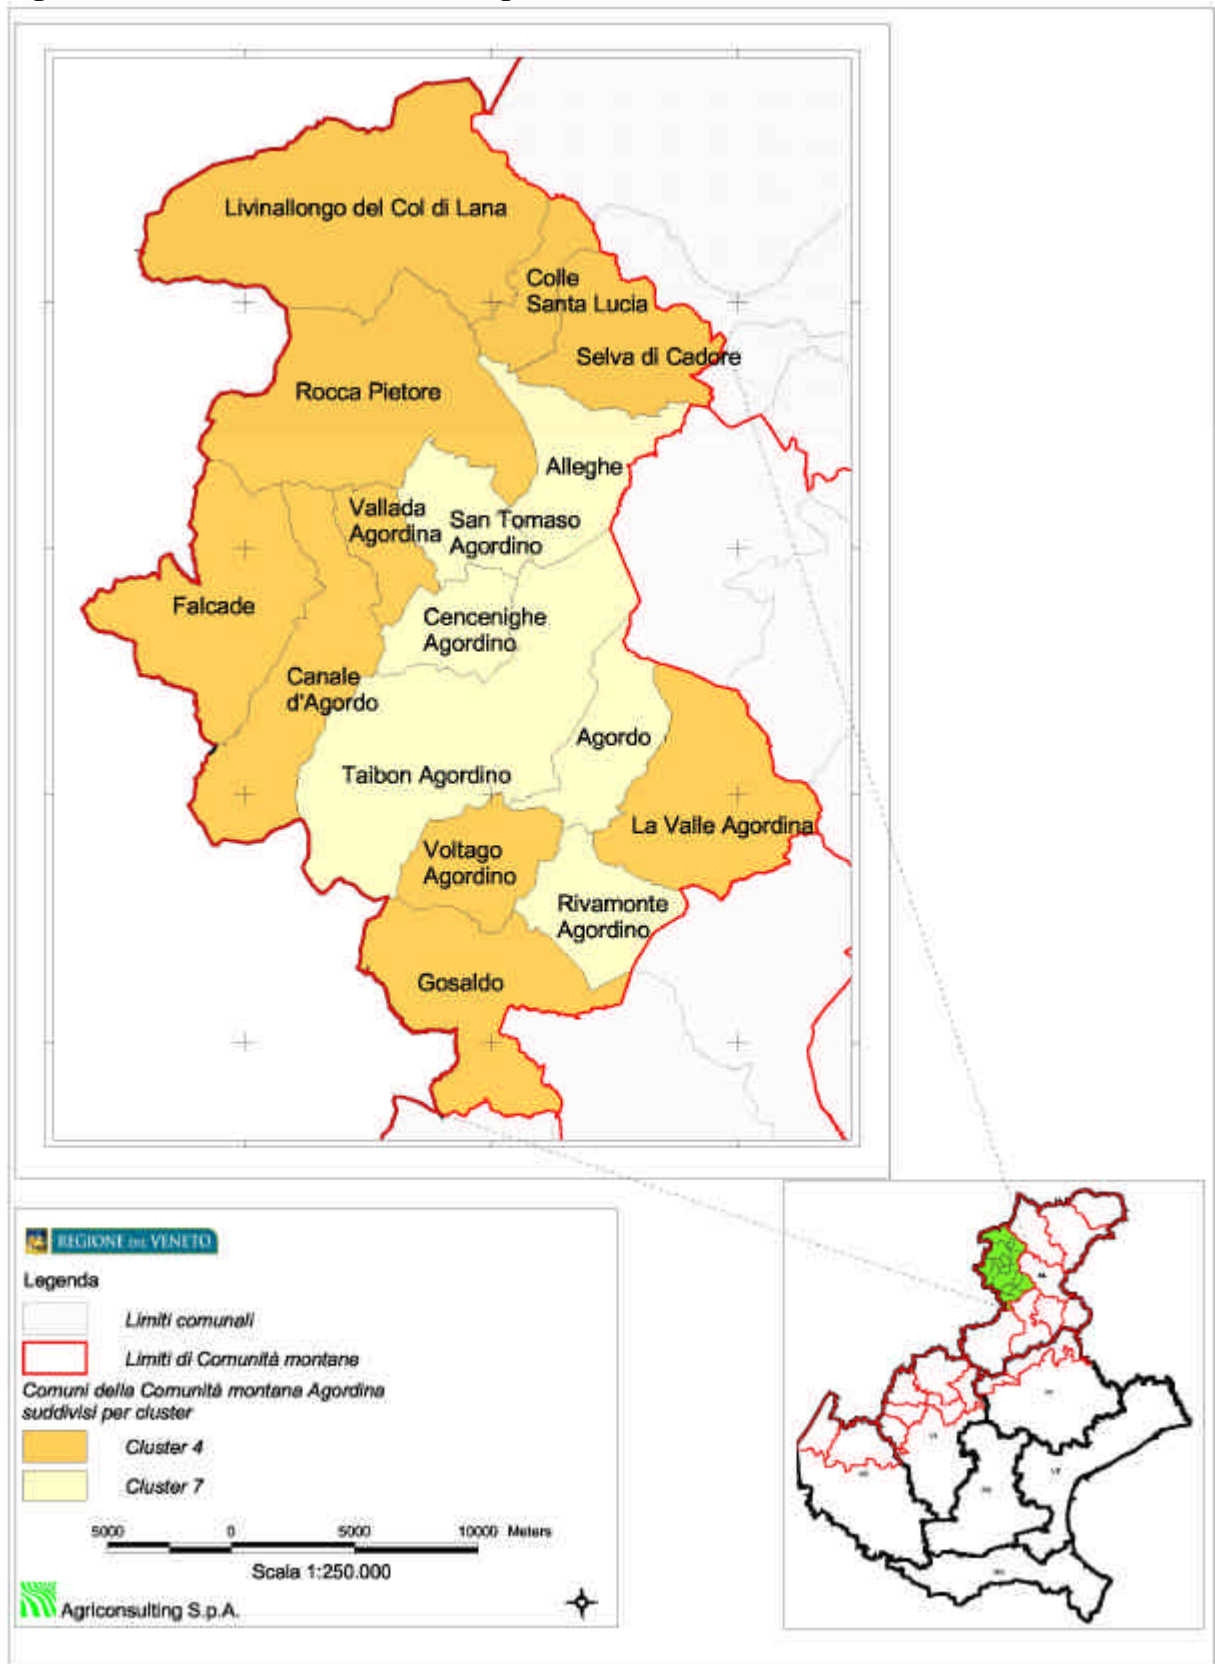 Livinallongo del Col di Lana
Colle
Santa Lucia
Selva di Cadore
Rocca Pietore
Alleghe
Vallada
Agordina
San Tomaso
Agordino
Falcade
Cencenighe
Agordino
Canale
d'Agordo
Agordo
Taibon Agordino
La Valle Agordina
Voltago
Agordino
Rivamonte
Agordino
Gosaldo
REGIONE DEL VENETO
Legenda
Limiti comunali
Limiti di Comunità montane
Comuni della Comunità montana Agordina
suddivisi per cluster
Cluster 4
Cluster 7
5000 0 5000 10000 Meters
Scala 1:250.000
Agriconsulting S.p.A.